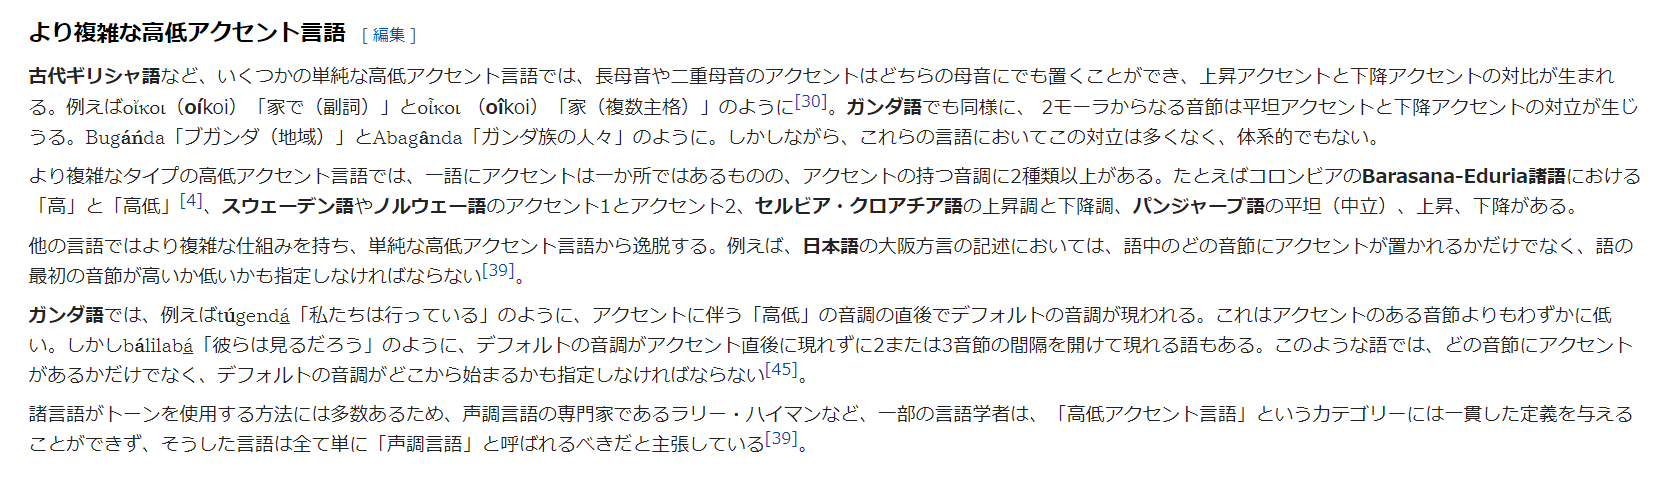 より複雑な高低アクセント言語 [ 編集 ]
古代ギリシャ語など、いくつかの単純な高低アクセント言語では、長母音や二重母音のアクセントはどちらの母音にでも置くことができ、上昇アクセントと下降アクセントの対比が生まれ
る。例えばοἴκοι（oíkoi）「家で（副詞）」とοἶκοι （oîkoi）「家（複数主格）」のように[30]。ガンダ語でも同様に、 2モーラからなる音節は平坦アクセントと下降アクセントの対立が生じ
うる。Bugáńda「ブガンダ（地域）」とAbagânda「ガンダ族の人々」のように。しかしながら、これらの言語においてこの対立は多くなく、体系的でもない。
より複雑なタイプの高低アクセント言語では、一語にアクセントは一か所ではあるものの、アクセントの持つ音調に2種類以上がある。たとえばコロンビアのBarasana-Eduria諸語における
「高」と「高低」[4]、スウェーデン語やノルウェー語のアクセント1とアクセント2、セルビア・クロアチア語の上昇調と下降調、パンジャーブ語の平坦（中立）、上昇、下降がある。
他の言語ではより複雑な仕組みを持ち、単純な高低アクセント言語から逸脱する。例えば、日本語の大阪方言の記述においては、語中のどの音節にアクセントが置かれるかだけでなく、語の
最初の音節が高いか低いかも指定しなければならない[39]。
ガンダ語では、例えばtúgendá「私たちは行っている」のように、アクセントに伴う「高低」の音調の直後でデフォルトの音調が現われる。これはアクセントのある音節よりもわずかに低
い。しかしbálilabá「彼らは見るだろう」のように、デフォルトの音調がアクセント直後に現れずに2または3音節の間隔を開けて現れる語もある。このような語では、どの音節にアクセント
があるかだけでなく、デフォルトの音調がどこから始まるかも指定しなければならない[45]。
諸言語がトーンを使用する方法には多数あるため、声調言語の専門家であるラリー・ハイマンなど、一部の言語学者は、「高低アクセント言語」というカテゴリーには一貫した定義を与える
ことができず、そうした言語は全て単に「声調言語」と呼ばれるべきだと主張している[39]。